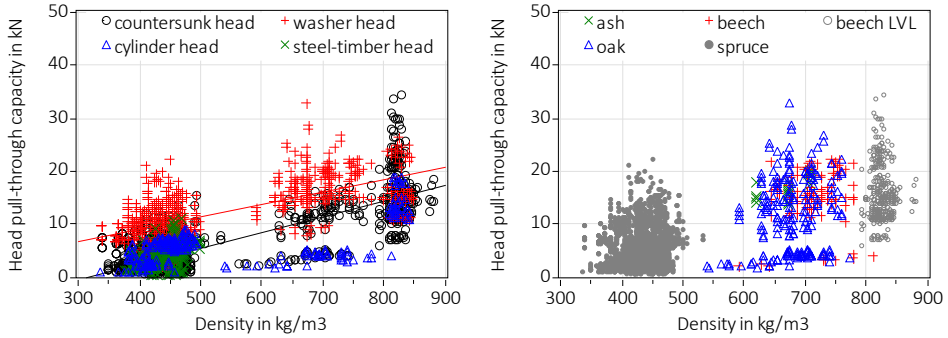 Head pull-through capacity in kN
50
40
30
20
10
0
countersunk head
washer head
cylinder head
steel-timber head
300 400 500 600 700 800 900
Density in kg/m3
Head pull-through capacity in kN
50
40
30
20
10
0
ash
beech
beech LVL
oak
spruce
300 400 500 600 700 800 900
Density in kg/m3